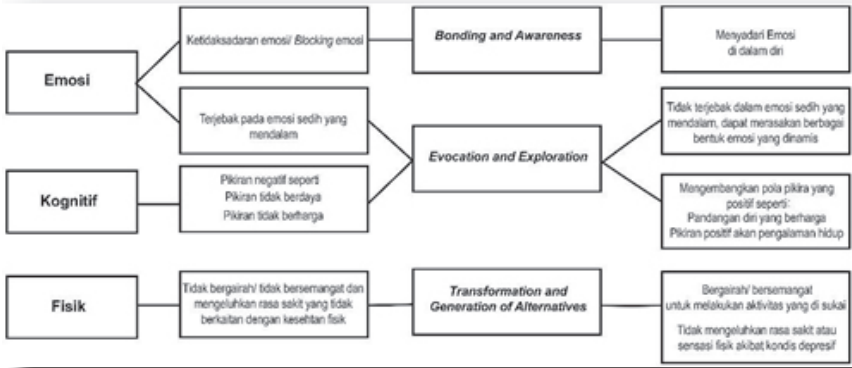 Emosi
Ketidaksadaran emosi/ Blocking emosi
Bonding and Awareness
Menyadari Emosi
di dalam diri
Terjebak pada emosi sedih yang
mendalam
Evocation and Exploration
Tidak terjebak dalam emosi sedih yang
mendalam, dapat merasakan berbagai
bentuk emosi yang dinamis
Kognitif
Pikiran negatif seperti
Pikiran tidak berdaya
Pikiran tidak berharga
Mengembangkan pola pikira yang
positif seperti:
Pandangan diri yang berharga
Pikiran positif akan pengalaman hidup
Fisik
Tidak bergairah/ tidak bersemangat dan
mengeluhkan rasa sakit yang tidak
berkaitan dengan kesehtan fisik
Transformation and
Generation of Alternatives
Bergairah/ bersemangat
untuk melakukan aktivitas yang di sukai
Tidak mengeluhkan rasa sakit atau
sensasi fisik akibat kondis depresif